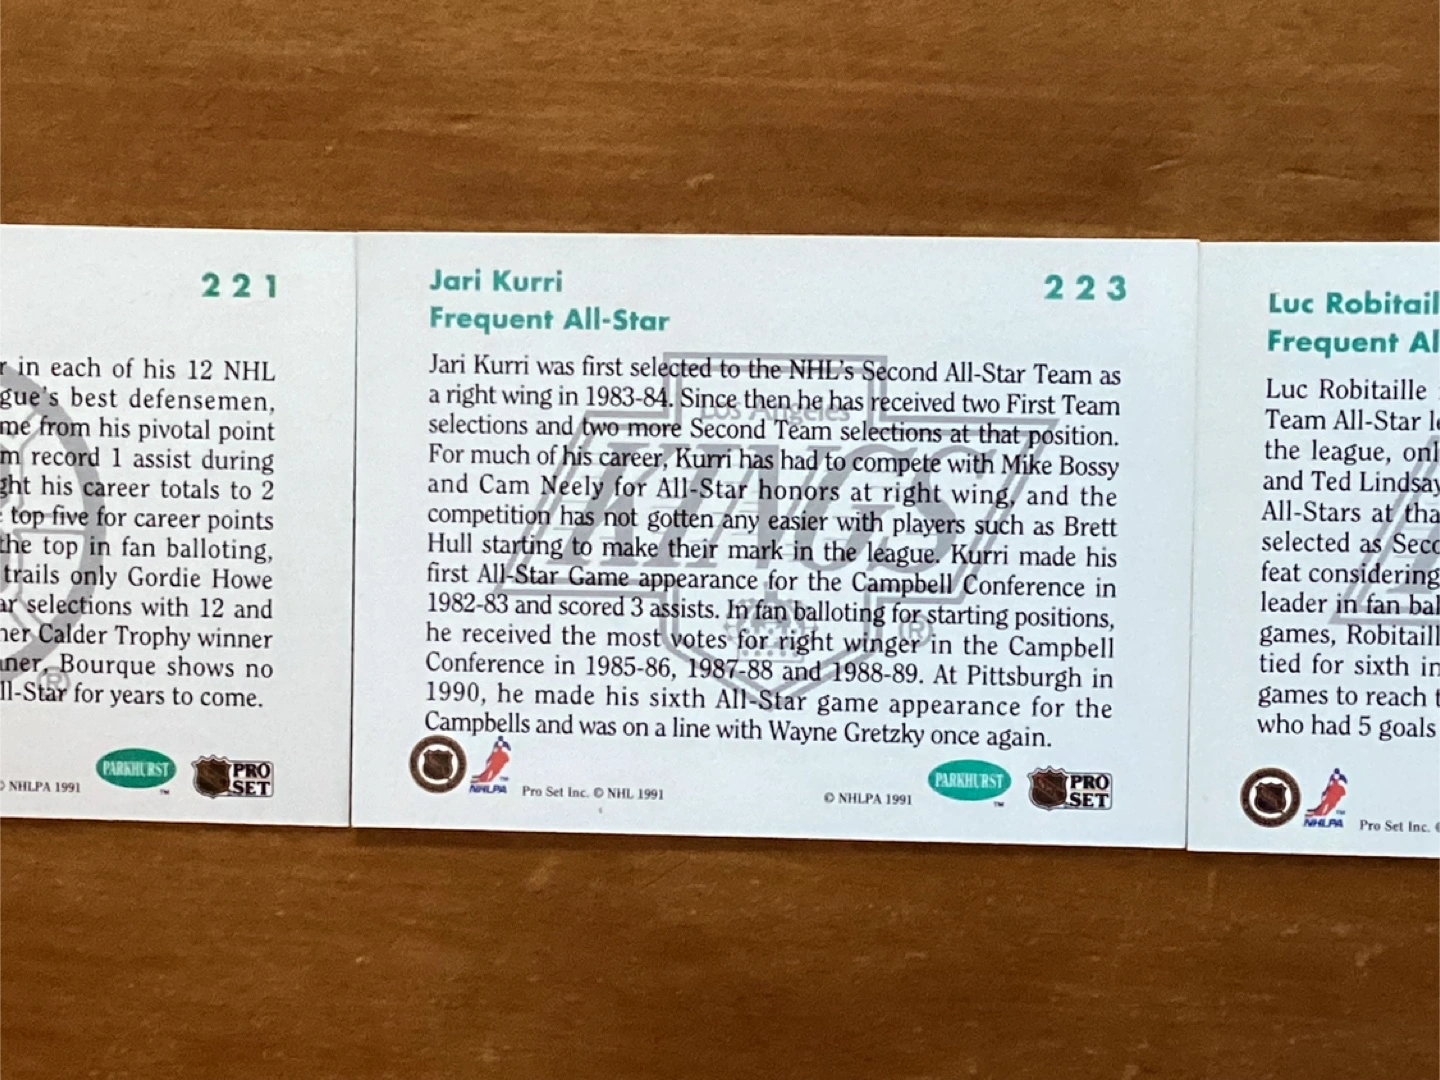 221
r in each of his 12 NHL
gue's best defensemen,
me from his pivotal point
m record 1 assist during
ght his career totals to 2
top five for career points
the top in fan balloting,
trails only Gordie Howe
ar selections with 12 and
her Calder Trophy winner
nner, Bourque shows no
ll-Star for years to come.
®
© NHLPA 1991
PARKHURST
™
PRO
SET
Jari Kurri
223
Frequent All-Star
Jari Kurri was first selected to the NHL's Second All-Star Team as
a right wing in 1983-84. Since then he has received two First Team
selections and two more Second Team selections at that position.
For much of his career, Kurri has had to compete with Mike Bossy
and Cam Neely for All-Star honors at right wing, and the
competition has not gotten any easier with players such as Brett
Hull starting to make their mark in the league. Kurri made his
first All-Star Game appearance for the Campbell Conference in
1982-83 and scored 3 assists. In fan balloting for starting positions,
he received the most votes for right winger in the Campbell
Conference in 1985-86, 1987-88 and 1988-89. At Pittsburgh in
1990, he made his sixth All-Star game appearance for the
Campbells and was on a line with Wayne Gretzky once again.
Los Angeles
KINGS
®
NHLPA
Pro Set Inc. © NHL 1991
© NHLPA 1991
PARKHURST
™
PRO
SET
Luc Robitail
Frequent Al
Luc Robitaille
Team All-Star le
the league, onl
and Ted Lindsay
All-Stars at tha
selected as Seco
feat considering
leader in fan bal
games, Robitaill
tied for sixth in
games to reach t
who had 5 goals
NHLPA
Pro Set Inc. ©